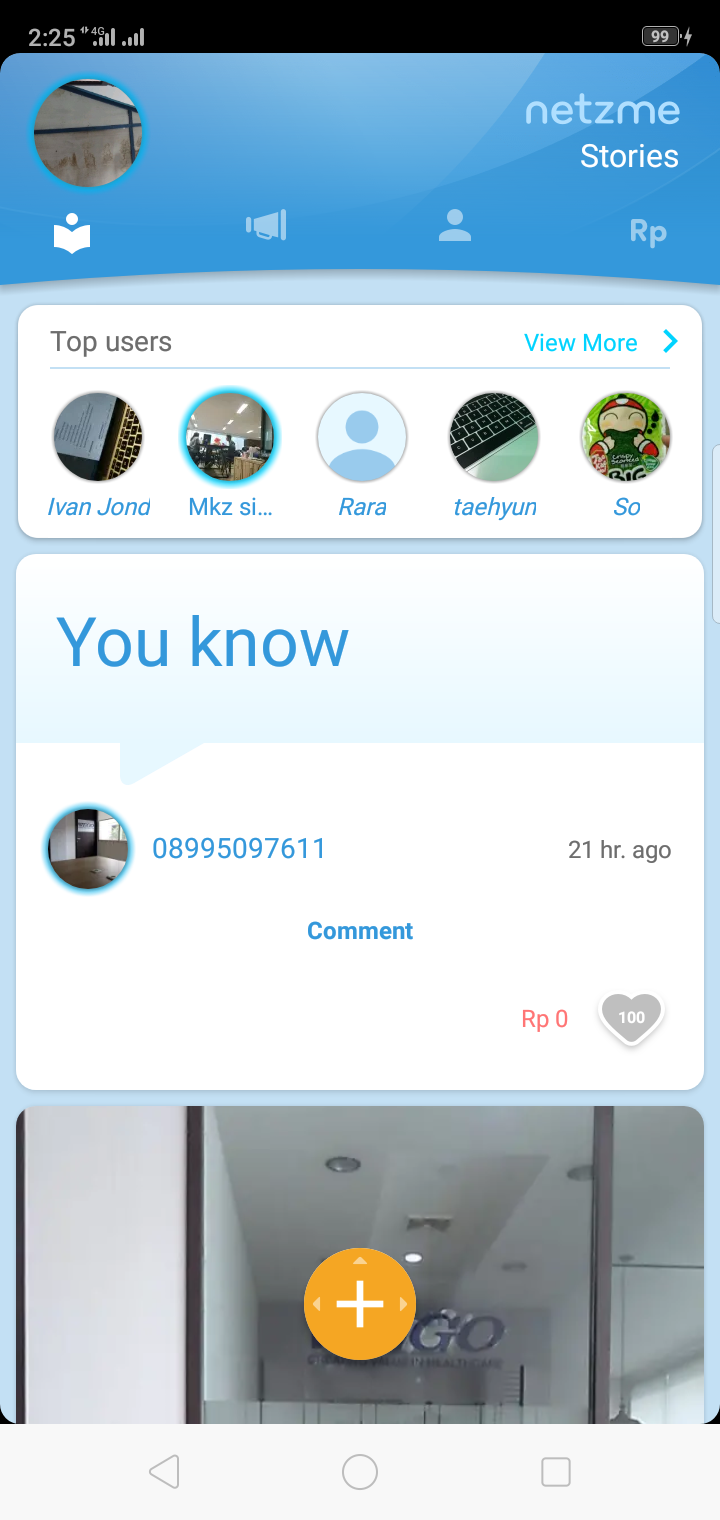 2:25 4G 99
netzme
Stories
Rp
Top users View More
Ivan Jond Mkz si... Rara taehyun So
You know
08995097611 21 hr. ago
Comment
Rp 0 100
GO